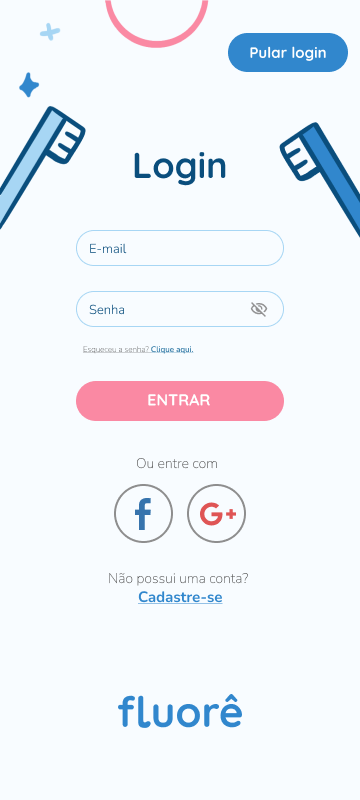 Pular login
Login
E-mail
Senha
Esqueceu a senha? Clique aqui.
ENTRAR
Ou entre com
f
G+
Não possui uma conta?
Cadastre-se
fluorê